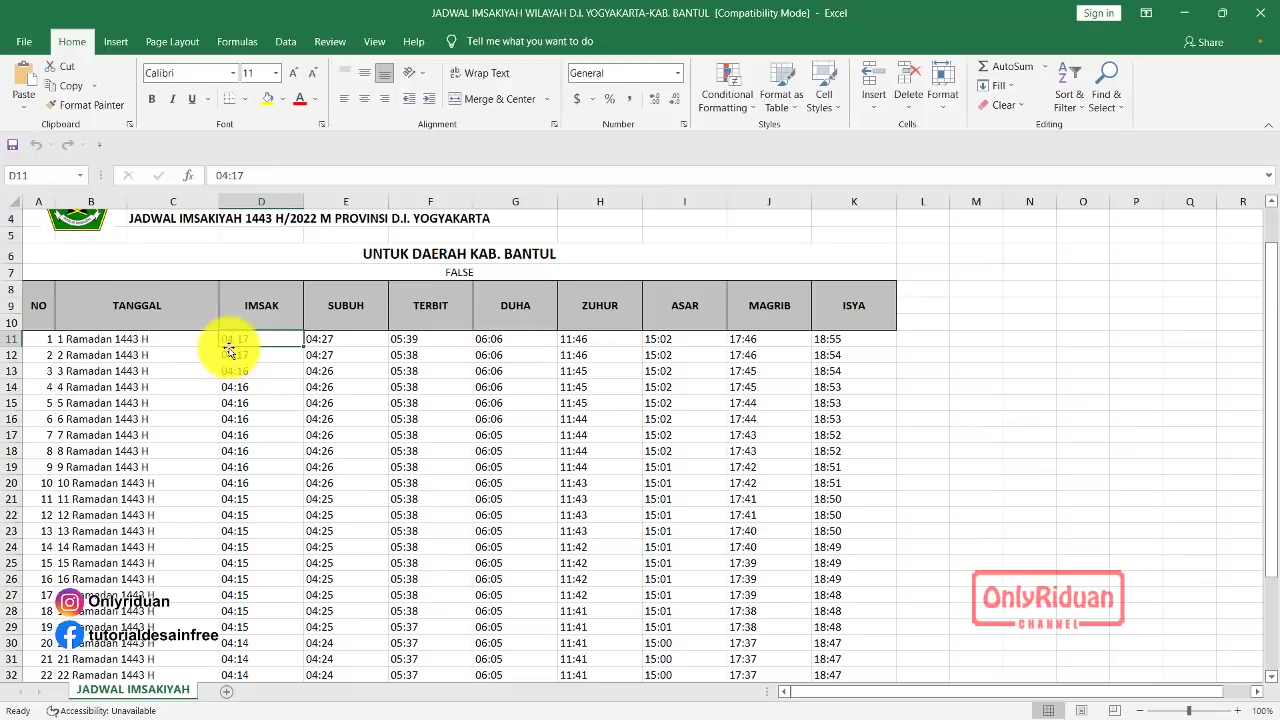 JADWAL IMSAKIYAH WILAYAH D.I. YOGYAKARTA-KAB. BANTUL [Compatibility Mode] - Excel
Sign in
File Home Insert Page Layout Formulas Data Review View Help Tell me what you want to do Share
Paste Cut Copy Format Painter Clipboard
Calibri 11 B I U Font
Wrap Text Merge & Center Alignment
General $ % , Number
Conditional Formatting Format as Table Cell Styles Styles
Insert Delete Format Cells
AutoSum Fill Clear Sort & Filter Find & Select Editing
D11 fx 04:17
A B C D E F G H I J K L M N O P Q R
4 JADWAL IMSAKIYAH 1443 H/2022 M PROVINSI D.I. YOGYAKARTA
5
6 UNTUK DAERAH KAB. BANTUL
7 FALSE
8
9 NO TANGGAL IMSAK SUBUH TERBIT DUHA ZUHUR ASAR MAGRIB ISYA
10
11 1 1 Ramadan 1443 H 04:17 04:27 05:39 06:06 11:46 15:02 17:46 18:55
12 2 2 Ramadan 1443 H 04:17 04:27 05:38 06:06 11:46 15:02 17:46 18:54
13 3 3 Ramadan 1443 H 04:16 04:26 05:38 06:06 11:45 15:02 17:45 18:54
14 4 4 Ramadan 1443 H 04:16 04:26 05:38 06:06 11:45 15:02 17:45 18:53
15 5 5 Ramadan 1443 H 04:16 04:26 05:38 06:06 11:45 15:02 17:44 18:53
16 6 6 Ramadan 1443 H 04:16 04:26 05:38 06:05 11:44 15:02 17:44 18:53
17 7 7 Ramadan 1443 H 04:16 04:26 05:38 06:05 11:44 15:02 17:43 18:52
18 8 8 Ramadan 1443 H 04:16 04:26 05:38 06:05 11:44 15:02 17:43 18:52
19 9 9 Ramadan 1443 H 04:16 04:26 05:38 06:05 11:44 15:01 17:42 18:51
20 10 10 Ramadan 1443 H 04:16 04:26 05:38 06:05 11:43 15:01 17:42 18:51
21 11 11 Ramadan 1443 H 04:15 04:25 05:38 06:05 11:43 15:01 17:41 18:50
22 12 12 Ramadan 1443 H 04:15 04:25 05:38 06:05 11:43 15:01 17:41 18:50
23 13 13 Ramadan 1443 H 04:15 04:25 05:38 06:05 11:43 15:01 17:40 18:50
24 14 14 Ramadan 1443 H 04:15 04:25 05:38 06:05 11:42 15:01 17:40 18:49
25 15 15 Ramadan 1443 H 04:15 04:25 05:38 06:05 11:42 15:01 17:39 18:49
26 16 16 Ramadan 1443 H 04:15 04:25 05:38 06:05 11:42 15:01 17:39 18:48
27 17 Ramadan 1443 H 04:15 04:25 05:38 06:05 11:42 15:01 17:39 18:48
Onlyriduan
28 18 Ramadan 1443 H 04:15 04:25 05:38 06:05 11:41 15:01 17:38 18:48
29 19 Ramadan 1443 H 04:15 04:25 05:37 06:05 11:41 15:01 17:38 18:48
tutorialdesainfree
30 20 Ramadan 1443 H 04:14 04:24 05:37 06:05 11:41 15:00 17:37 18:47
31 21 21 Ramadan 1443 H 04:14 04:24 05:37 06:05 11:41 15:00 17:37 18:47
32 22 22 Ramadan 1443 H 04:14 04:24 05:37 06:05 11:41 15:00 17:37 18:47
OnlyRiduan
CHANNEL
JADWAL IMSAKIYAH
Ready Accessibility: Unavailable 100%